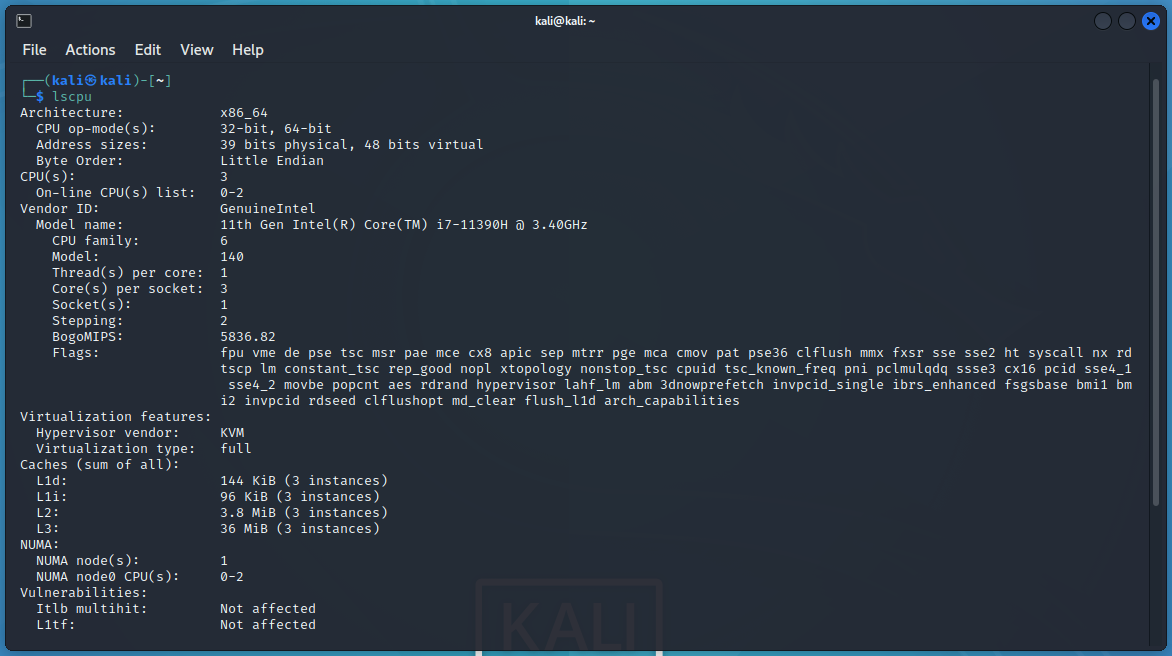 kali@kali: ~
File Actions Edit View Help
┌──(kali㉿kali)-[~]
└─$ lscpu
Architecture:            x86_64
  CPU op-mode(s):        32-bit, 64-bit
  Address sizes:         39 bits physical, 48 bits virtual
  Byte Order:            Little Endian
CPU(s):                  3
  On-line CPU(s) list:   0-2
Vendor ID:               GenuineIntel
  Model name:            11th Gen Intel(R) Core(TM) i7-11390H @ 3.40GHz
    CPU family:          6
    Model:               140
    Thread(s) per core:  1
    Core(s) per socket:  3
    Socket(s):           1
    Stepping:            2
    BogoMIPS:            5836.82
    Flags:               fpu vme de pse tsc msr pae mce cx8 apic sep mtrr pge mca cmov pat pse36 clflush mmx fxsr sse sse2 ht syscall nx rd
                         tscp lm constant_tsc rep_good nopl xtopology nonstop_tsc cpuid tsc_known_freq pni pclmulqdq ssse3 cx16 pcid sse4_1
                          sse4_2 movbe popcnt aes rdrand hypervisor lahf_lm abm 3dnowprefetch invpcid_single ibrs_enhanced fsgsbase bmi1 bm
                         i2 invpcid rdseed clflushopt md_clear flush_l1d arch_capabilities
Virtualization features:
  Hypervisor vendor:     KVM
  Virtualization type:   full
Caches (sum of all):
  L1d:                   144 KiB (3 instances)
  L1i:                   96 KiB (3 instances)
  L2:                    3.8 MiB (3 instances)
  L3:                    36 MiB (3 instances)
NUMA:
  NUMA node(s):          1
  NUMA node0 CPU(s):     0-2
Vulnerabilities:
  Itlb multihit:         Not affected
  L1tf:                  Not affected
KALI